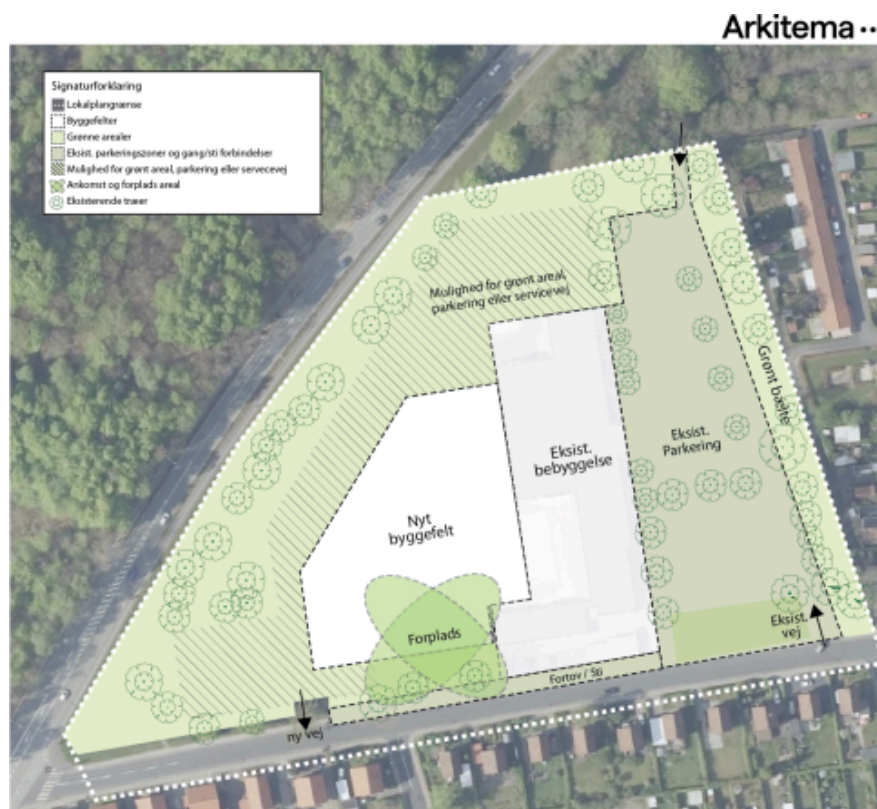 Arkitema ··
Signaturforklaring
Lokalplangrænse
Byggefelter
Grønne arealer
Eksist. parkeringszoner og gang/sti forbindelser
Mulighed for grønt areal, parkering eller servicevej
Ankomst og forplads areal
Eksisterende træer
Mulighed for grønt areal,
parkering eller servicevej
Grønt bælte
Eksist.
Parkering
Eksist.
bebyggelse
Nyt
byggefelt
Forplads
Eksist.
vej
Fortov / Sti
ny vej